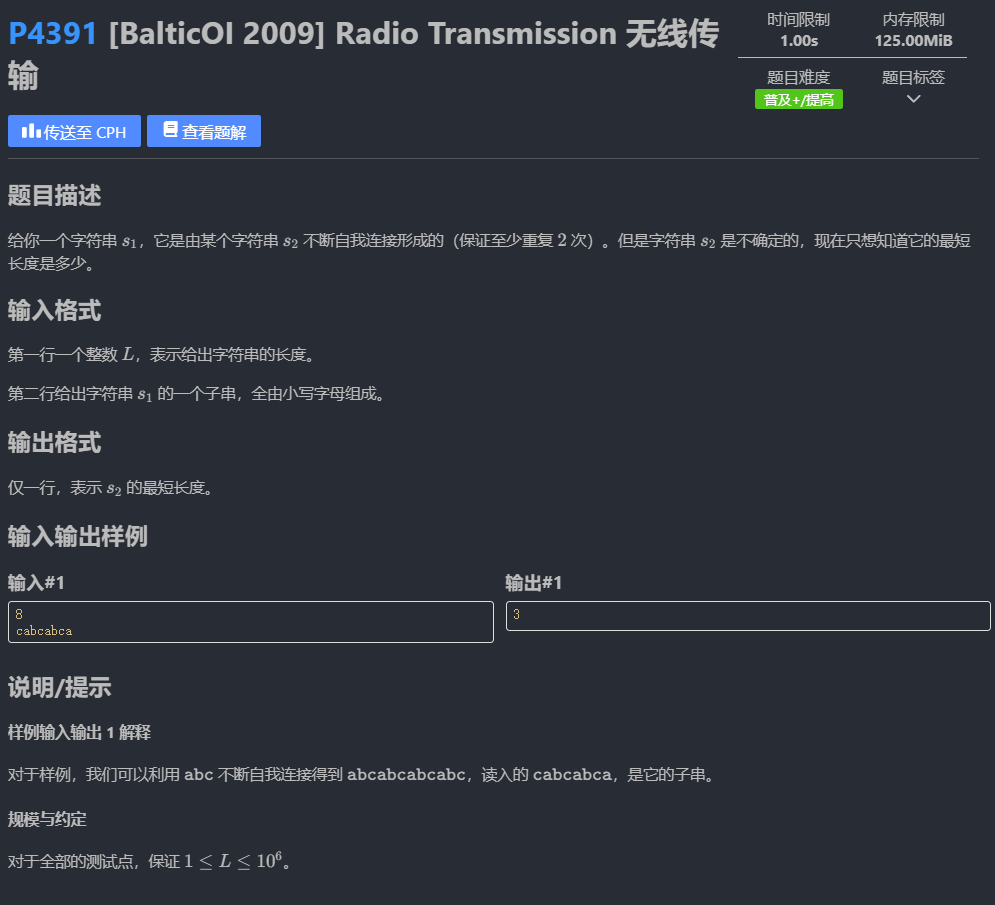 P4391 [BalticOI 2009] Radio Transmission 无线传
输
时间限制 内存限制
1.00s 125.00MiB
题目难度 题目标签
普及+/提高
传送至 CPH 查看题解
题目描述
给你一个字符串 s₁，它是由某个字符串 s₂ 不断自我连接形成的（保证至少重复 2 次）。但是字符串 s₂ 是不确定的，现在只想知道它的最短
长度是多少。
输入格式
第一行一个整数 L，表示给出字符串的长度。
第二行给出字符串 s₁ 的一个子串，全由小写字母组成。
输出格式
仅一行，表示 s₂ 的最短长度。
输入输出样例
输入#1 输出#1
8 3
cabcabca
说明/提示
样例输入输出 1 解释
对于样例，我们可以利用 abc 不断自我连接得到 abcabcabcabc，读入的 cabcabca，是它的子串。
规模与约定
对于全部的测试点，保证 1 ≤ L ≤ 10⁶。